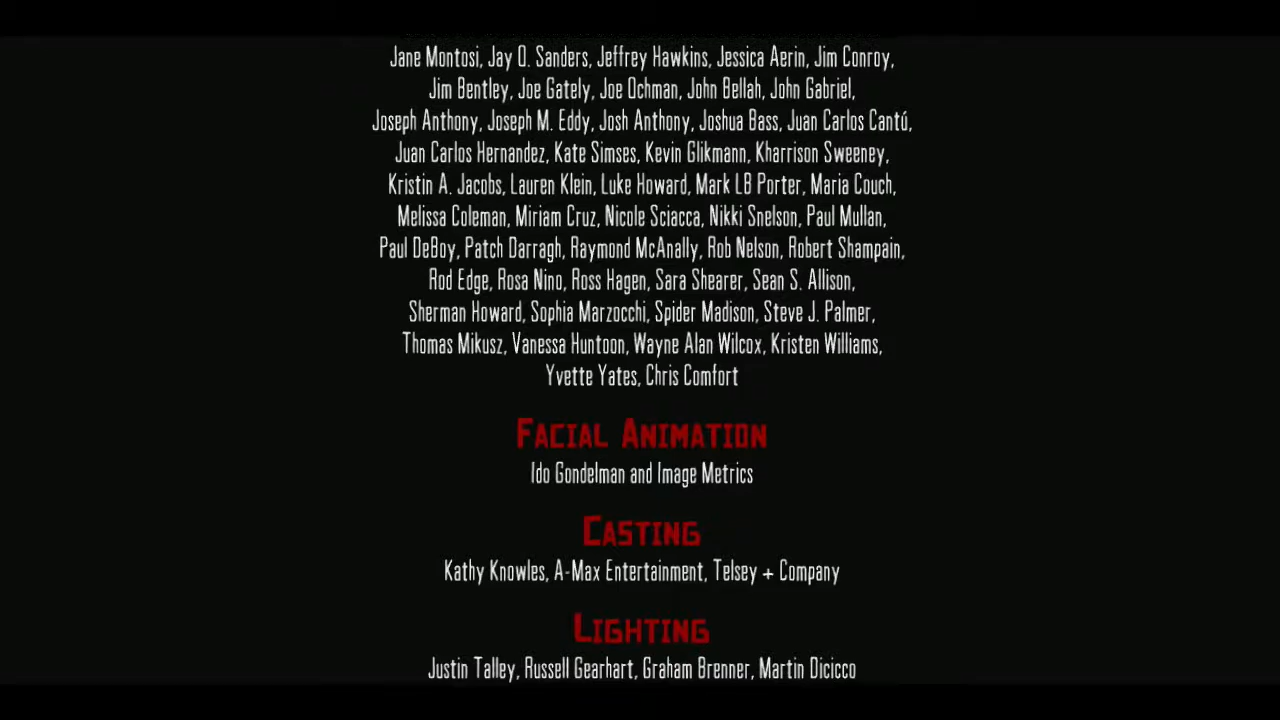 Jane Montosi, Jay O. Sanders, Jeffrey Hawkins, Jessica Aerin, Jim Conroy,
Jim Bentley, Joe Gately, Joe Ochman, John Bellah, John Gabriel,
Joseph Anthony, Joseph M. Eddy, Josh Anthony, Joshua Bass, Juan Carlos Cantú,
Juan Carlos Hernandez, Kate Simses, Kevin Glikmann, Kharrison Sweeney,
Kristin A. Jacobs, Lauren Klein, Luke Howard, Mark LB Porter, Maria Couch,
Melissa Coleman, Miriam Cruz, Nicole Sciacca, Nikki Snelson, Paul Mullan,
Paul DeBoy, Patch Darragh, Raymond McAnally, Rob Nelson, Robert Shampain,
Rod Edge, Rosa Nino, Ross Hagen, Sara Shearer, Sean S. Allison,
Sherman Howard, Sophia Marzocchi, Spider Madison, Steve J. Palmer,
Thomas Mikusz, Vanessa Huntoon, Wayne Alan Wilcox, Kristen Williams,
Yvette Yates, Chris Comfort
FACIAL ANIMATION
Ido Gondelman and Image Metrics
CASTING
Kathy Knowles, A-Max Entertainment, Telsey + Company
LIGHTING
Justin Talley, Russell Gearhart, Graham Brenner, Martin Dicicco